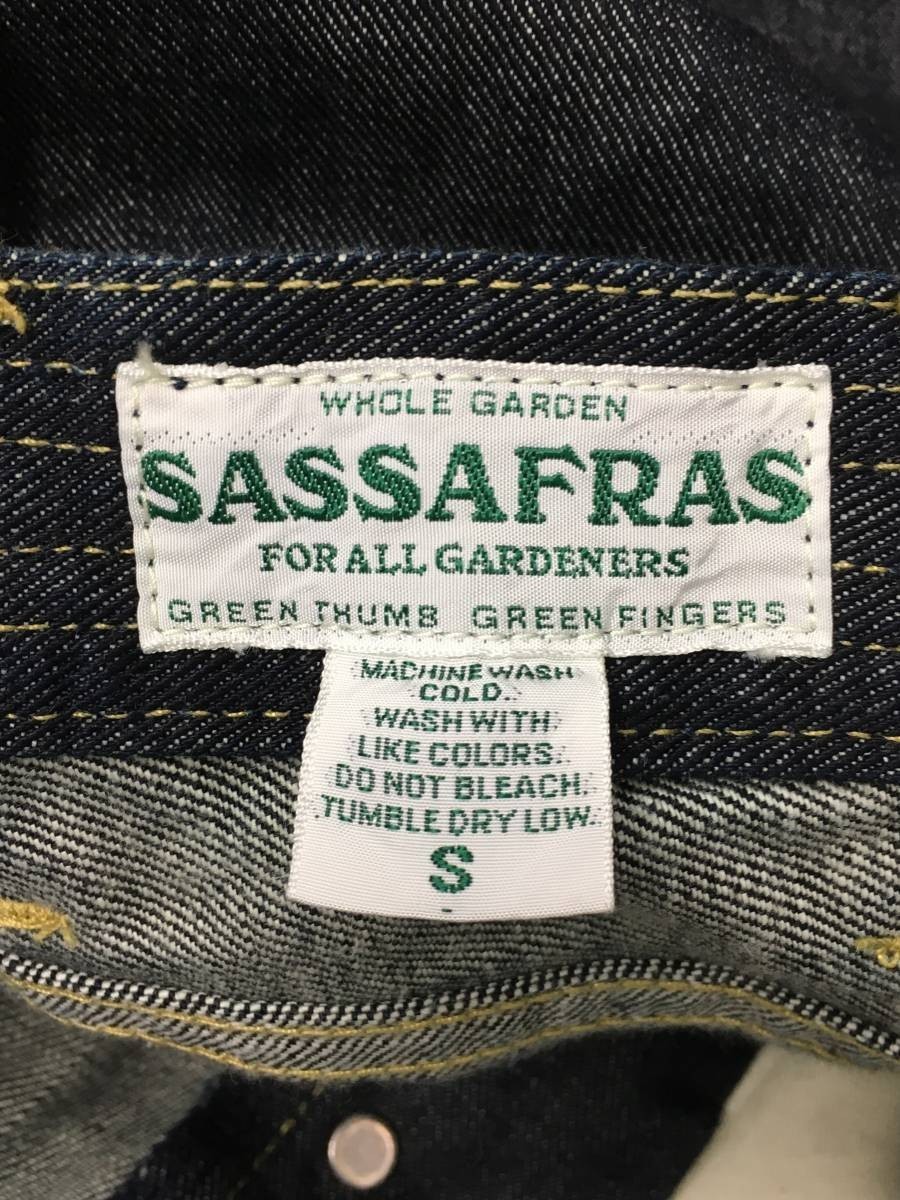 WHOLE GARDEN
SASSAFRAS
FOR ALL GARDENERS
GREEN THUMB GREEN FINGERS
MACHINE WASH
COLD.
WASH WITH
LIKE COLORS.
DO NOT BLEACH.
TUMBLE DRY LOW.
S